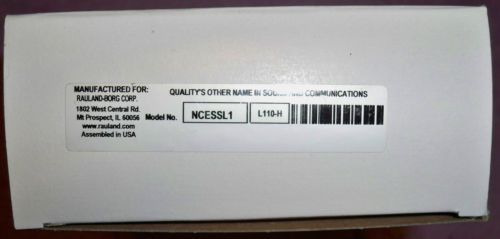 MANUFACTURED FOR:
RAULAND-BORG CORP.
1802 West Central Rd.
Mt Prospect, IL 60056
www.rauland.com
Assembled in USA
QUALITY'S OTHER NAME IN SOUND AND COMMUNICATIONS
Model No. NCESSL1 L110-H